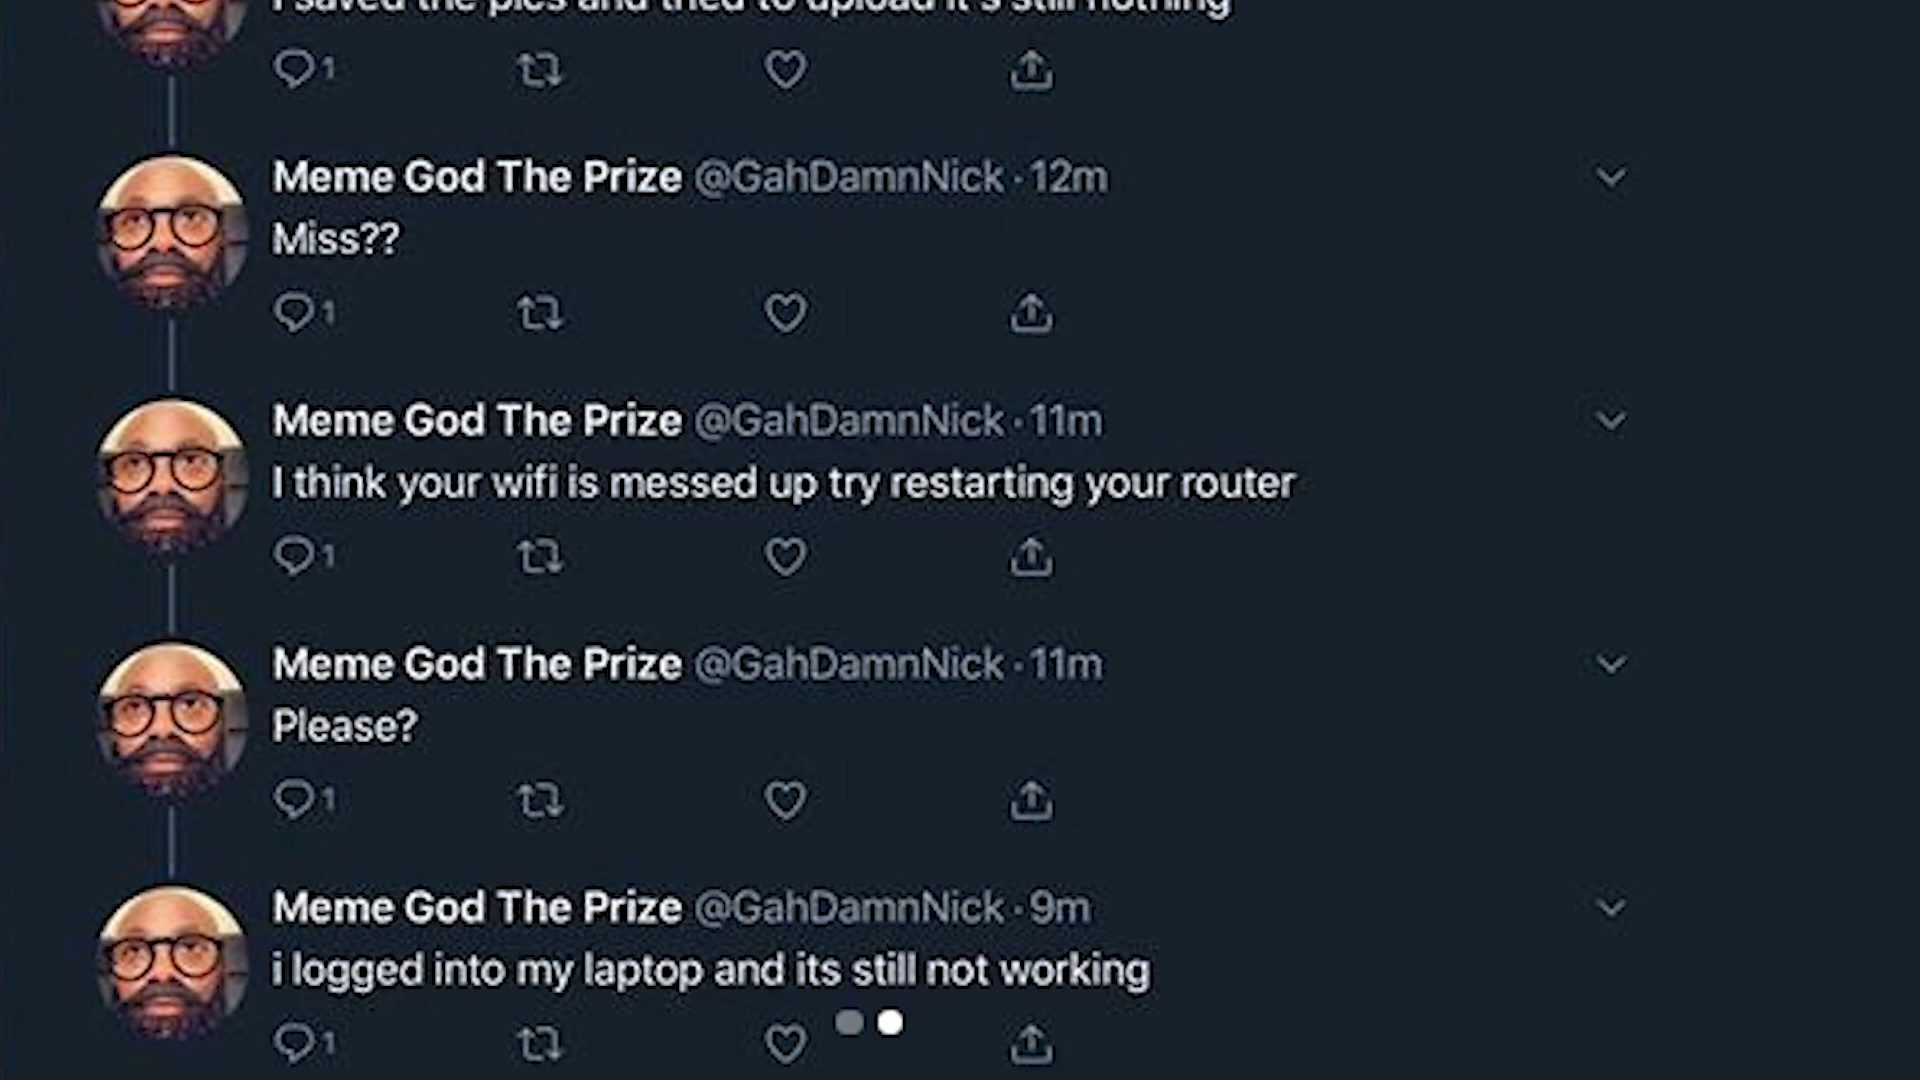 I saved the pics and tried to upload it's still nothing
1
Meme God The Prize @GahDamnNick · 12m
Miss??
1
Meme God The Prize @GahDamnNick · 11m
I think your wifi is messed up try restarting your router
1
Meme God The Prize @GahDamnNick · 11m
Please?
1
Meme God The Prize @GahDamnNick · 9m
i logged into my laptop and its still not working
1